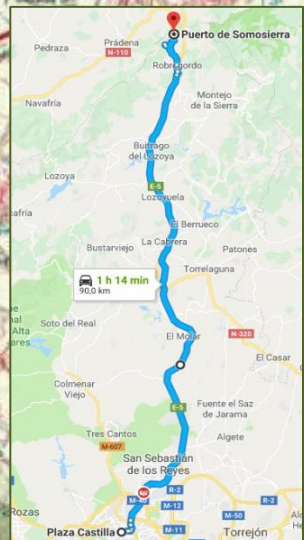 Puerto de Somosierra
Prádena
Pedraza
N-110
Robregordo
Montejo
de la Sierra
Navafría
Buitrago
del Lozoya
Lozoya
E-5
Lozoyuela
afría
El Berrueco
La Cabrera
Bustarviejo
Patones
1 h 14 min
90,0 km
Torrelaguna
Soto del Real
El Molar
N-320
El Casar
Colmenar
Viejo
M-607
E-5
Fuente el Saz
de Jarama
Tres Cantos
Algete
San Sebastián
de los Reyes
R-2
M-40
M-12
R-2
Rozas
M-50
Plaza Castilla
M-11
Torrejón